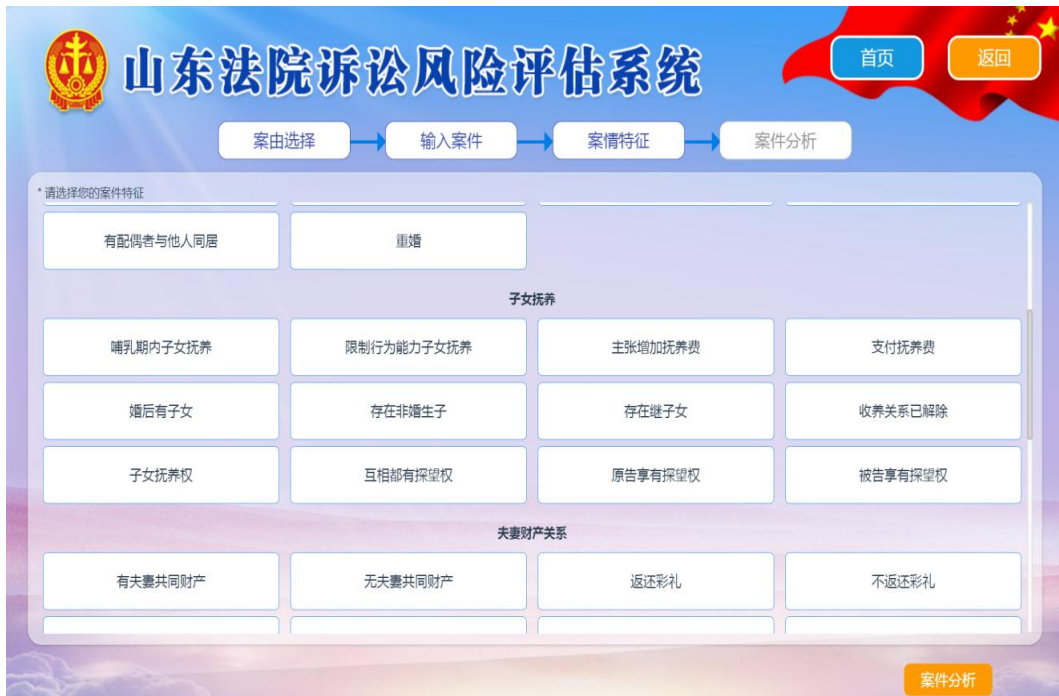 山东法院诉讼风险评估系统
首页
返回
案由选择
输入案件
案情特征
案件分析
*请选择您的案件特征
有配偶者与他人同居
重婚
子女抚养
哺乳期内子女抚养
限制行为能力子女抚养
主张增加抚养费
支付抚养费
婚后有子女
存在非婚生子
存在继子女
收养关系已解除
子女抚养权
互相都有探望权
原告享有探望权
被告享有探望权
夫妻财产关系
有夫妻共同财产
无夫妻共同财产
返还彩礼
不返还彩礼
案件分析